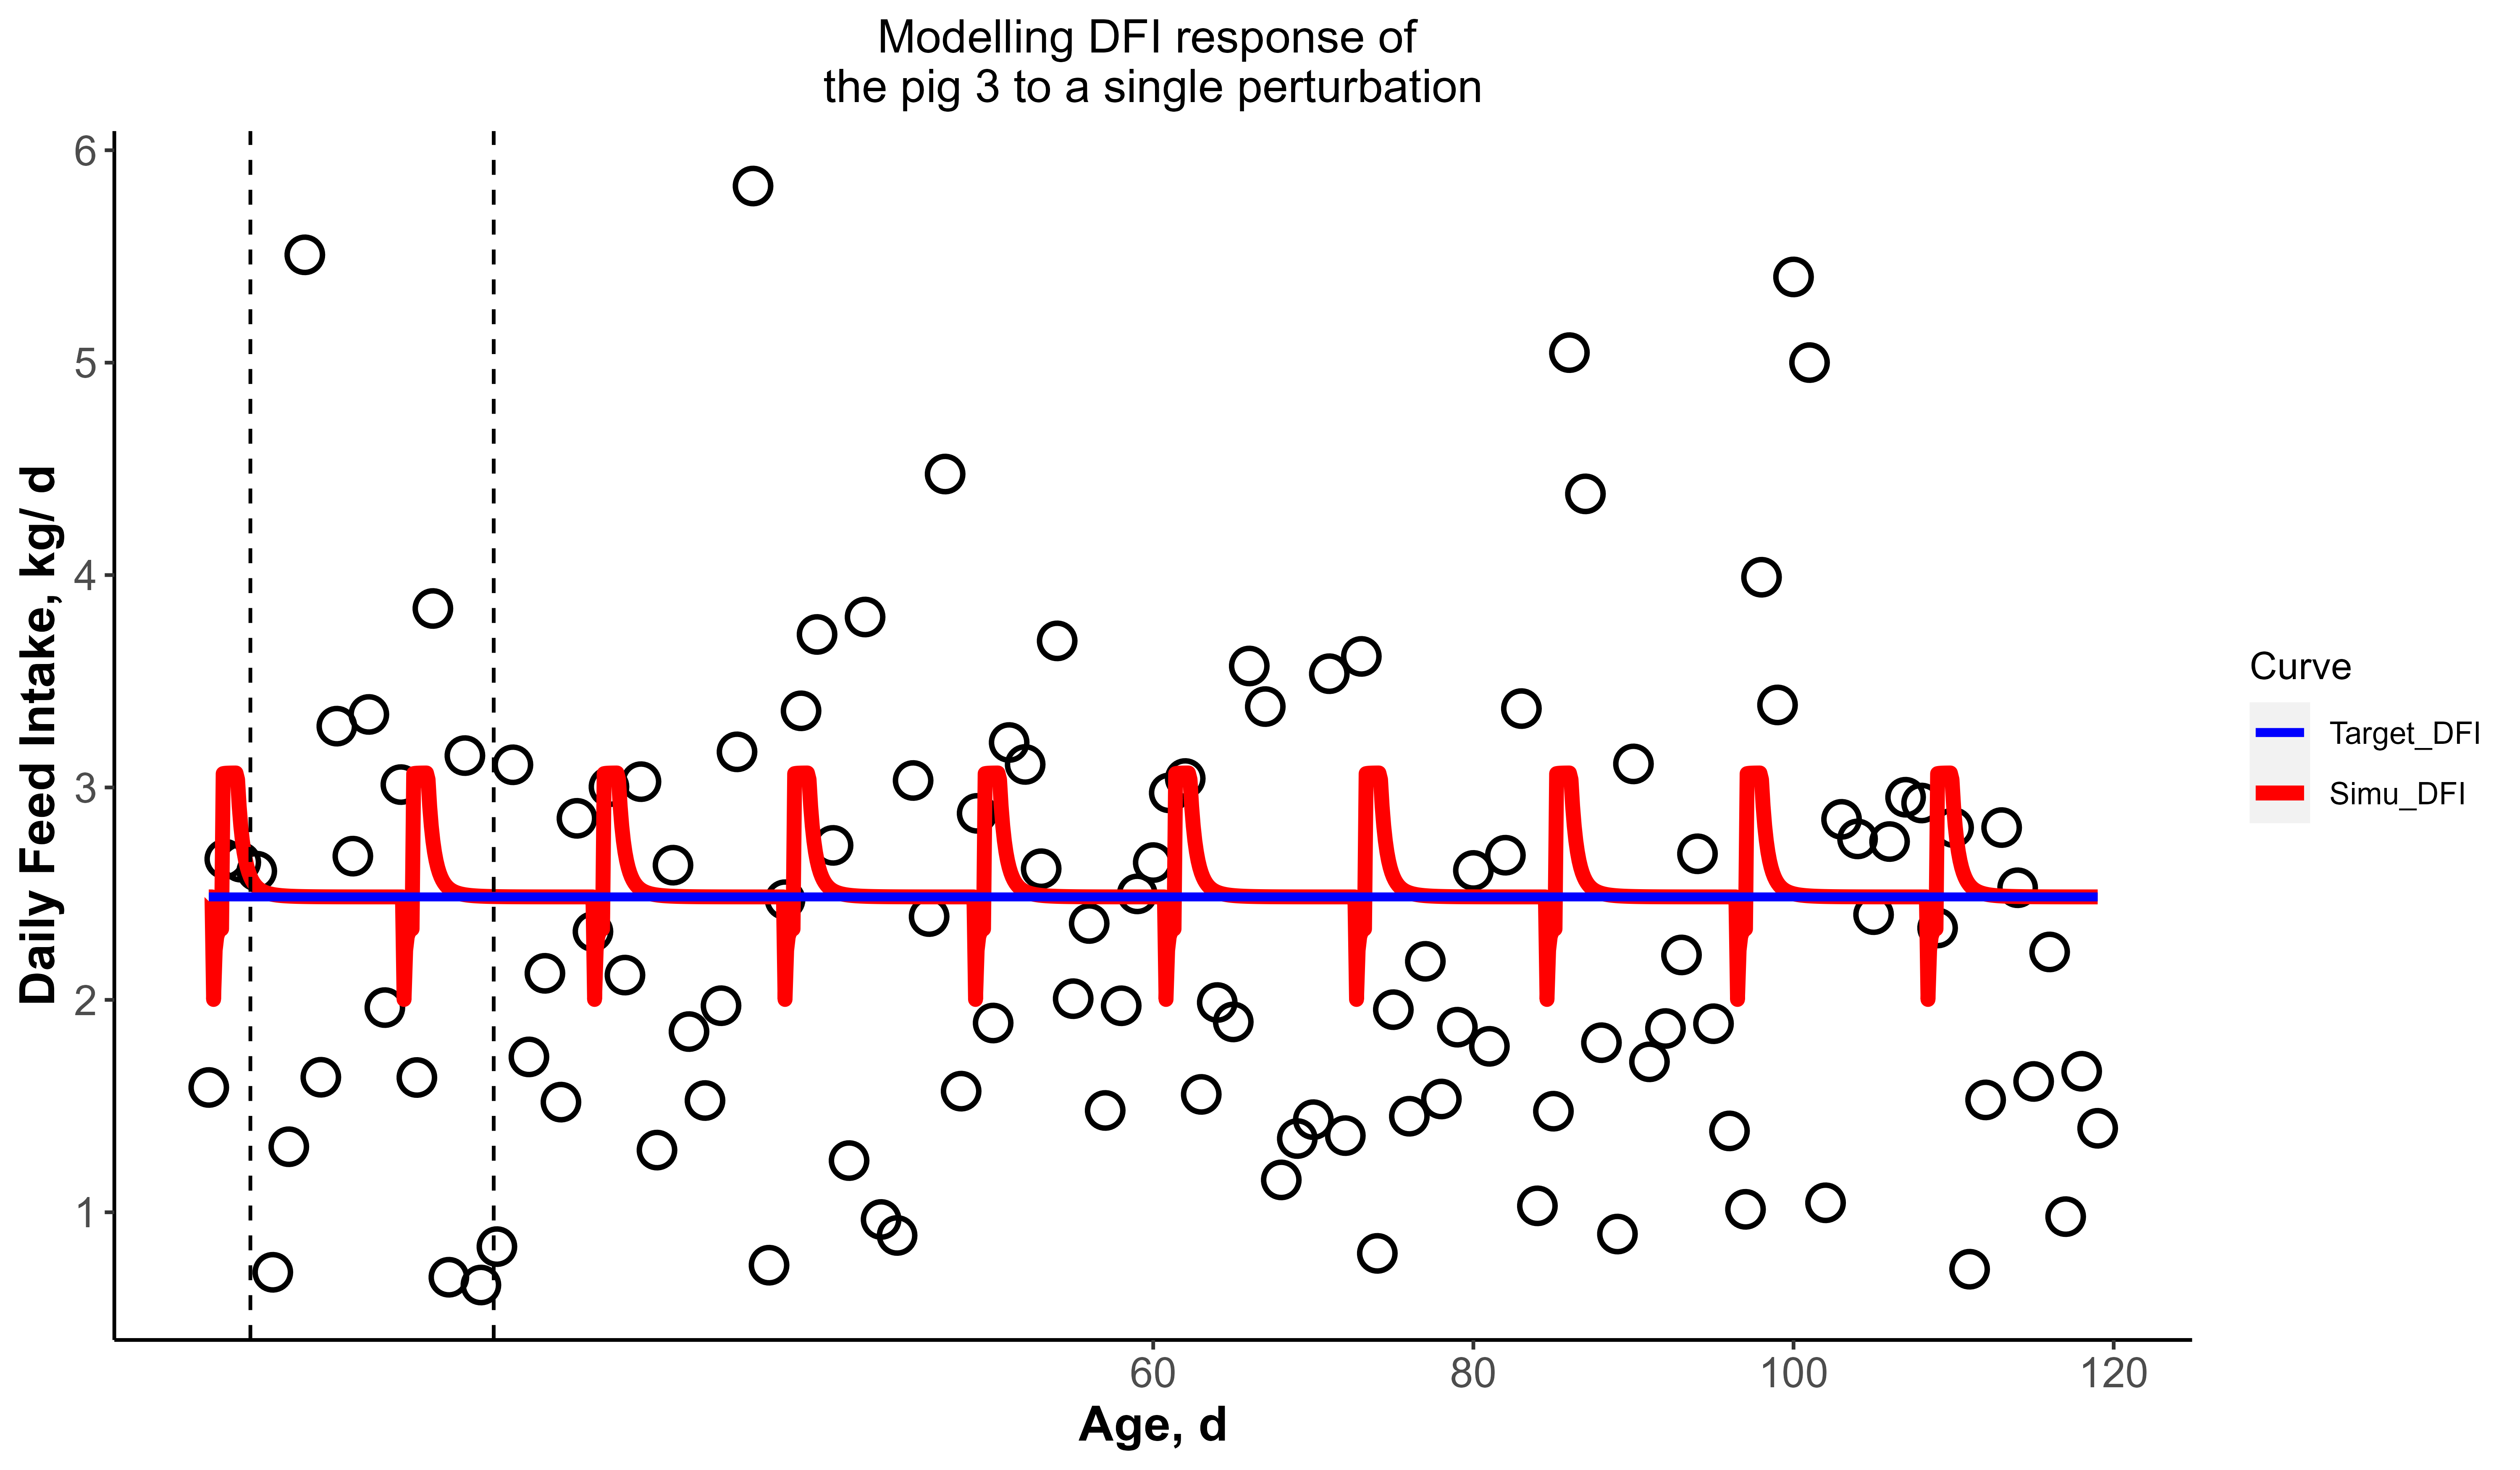 Modelling DFI response of
the pig 3 to a single perturbation
Daily Feed Intake, kg/ d
6
5
4
3
2
1
60
80
100
120
Age, d
Curve
Target_DFI
Simu_DFI